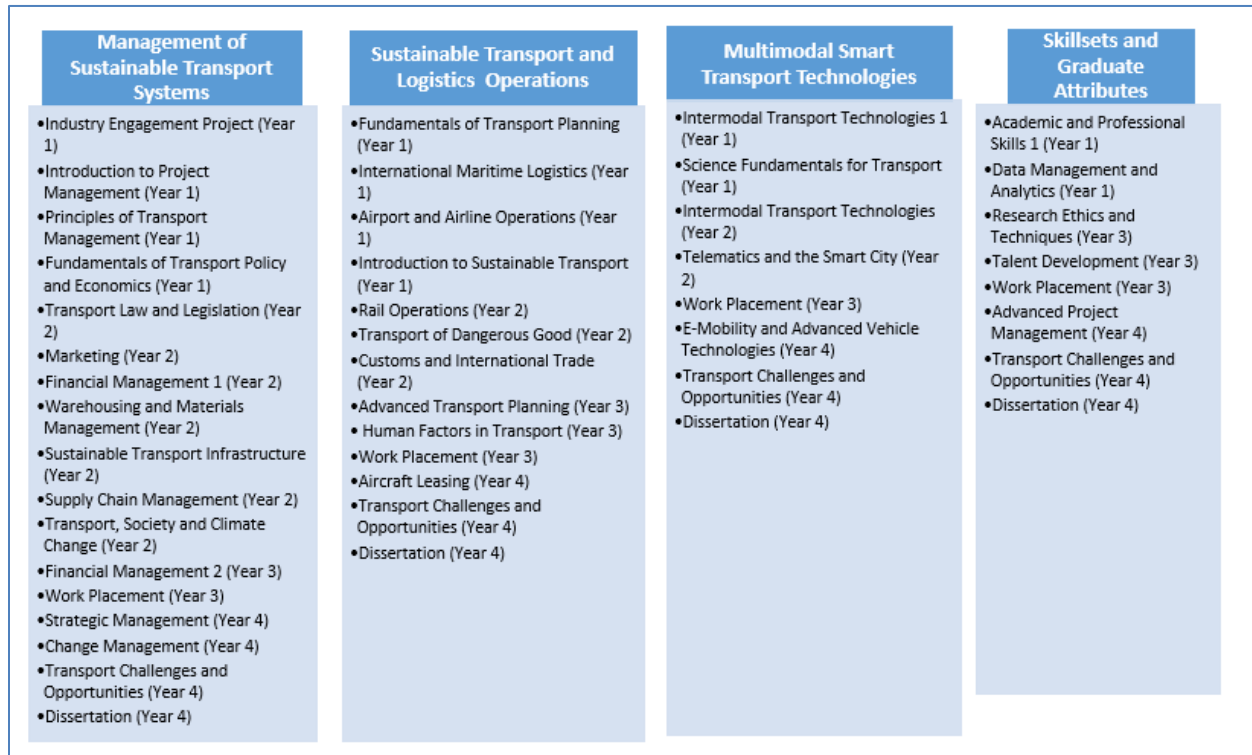 Management of
Sustainable Transport
Systems
•Industry Engagement Project (Year
1)
•Introduction to Project
Management (Year 1)
•Principles of Transport
Management (Year 1)
•Fundamentals of Transport Policy
and Economics (Year 1)
•Transport Law and Legislation (Year
2)
•Marketing (Year 2)
•Financial Management 1 (Year 2)
•Warehousing and Materials
Management (Year 2)
•Sustainable Transport Infrastructure
(Year 2)
•Supply Chain Management (Year 2)
•Transport, Society and Climate
Change (Year 2)
•Financial Management 2 (Year 3)
•Work Placement (Year 3)
•Strategic Management (Year 4)
•Change Management (Year 4)
•Transport Challenges and
Opportunities (Year 4)
•Dissertation (Year 4)
Sustainable Transport and
Logistics Operations
•Fundamentals of Transport Planning
(Year 1)
•International Maritime Logistics (Year
1)
•Airport and Airline Operations (Year
1)
•Introduction to Sustainable Transport
(Year 1)
•Rail Operations (Year 2)
•Transport of Dangerous Good (Year 2)
•Customs and International Trade
(Year 2)
•Advanced Transport Planning (Year 3)
• Human Factors in Transport (Year 3)
•Work Placement (Year 3)
•Aircraft Leasing (Year 4)
•Transport Challenges and
Opportunities (Year 4)
•Dissertation (Year 4)
Multimodal Smart
Transport Technologies
•Intermodal Transport Technologies 1
(Year 1)
•Science Fundamentals for Transport
(Year 1)
•Intermodal Transport Technologies
(Year 2)
•Telematics and the Smart City (Year
2)
•Work Placement (Year 3)
•E-Mobility and Advanced Vehicle
Technologies (Year 4)
•Transport Challenges and
Opportunities (Year 4)
•Dissertation (Year 4)
Skillsets and
Graduate
Attributes
•Academic and Professional
Skills 1 (Year 1)
•Data Management and
Analytics (Year 1)
•Research Ethics and
Techniques (Year 3)
•Talent Development (Year 3)
•Work Placement (Year 3)
•Advanced Project
Management (Year 4)
•Transport Challenges and
Opportunities (Year 4)
•Dissertation (Year 4)